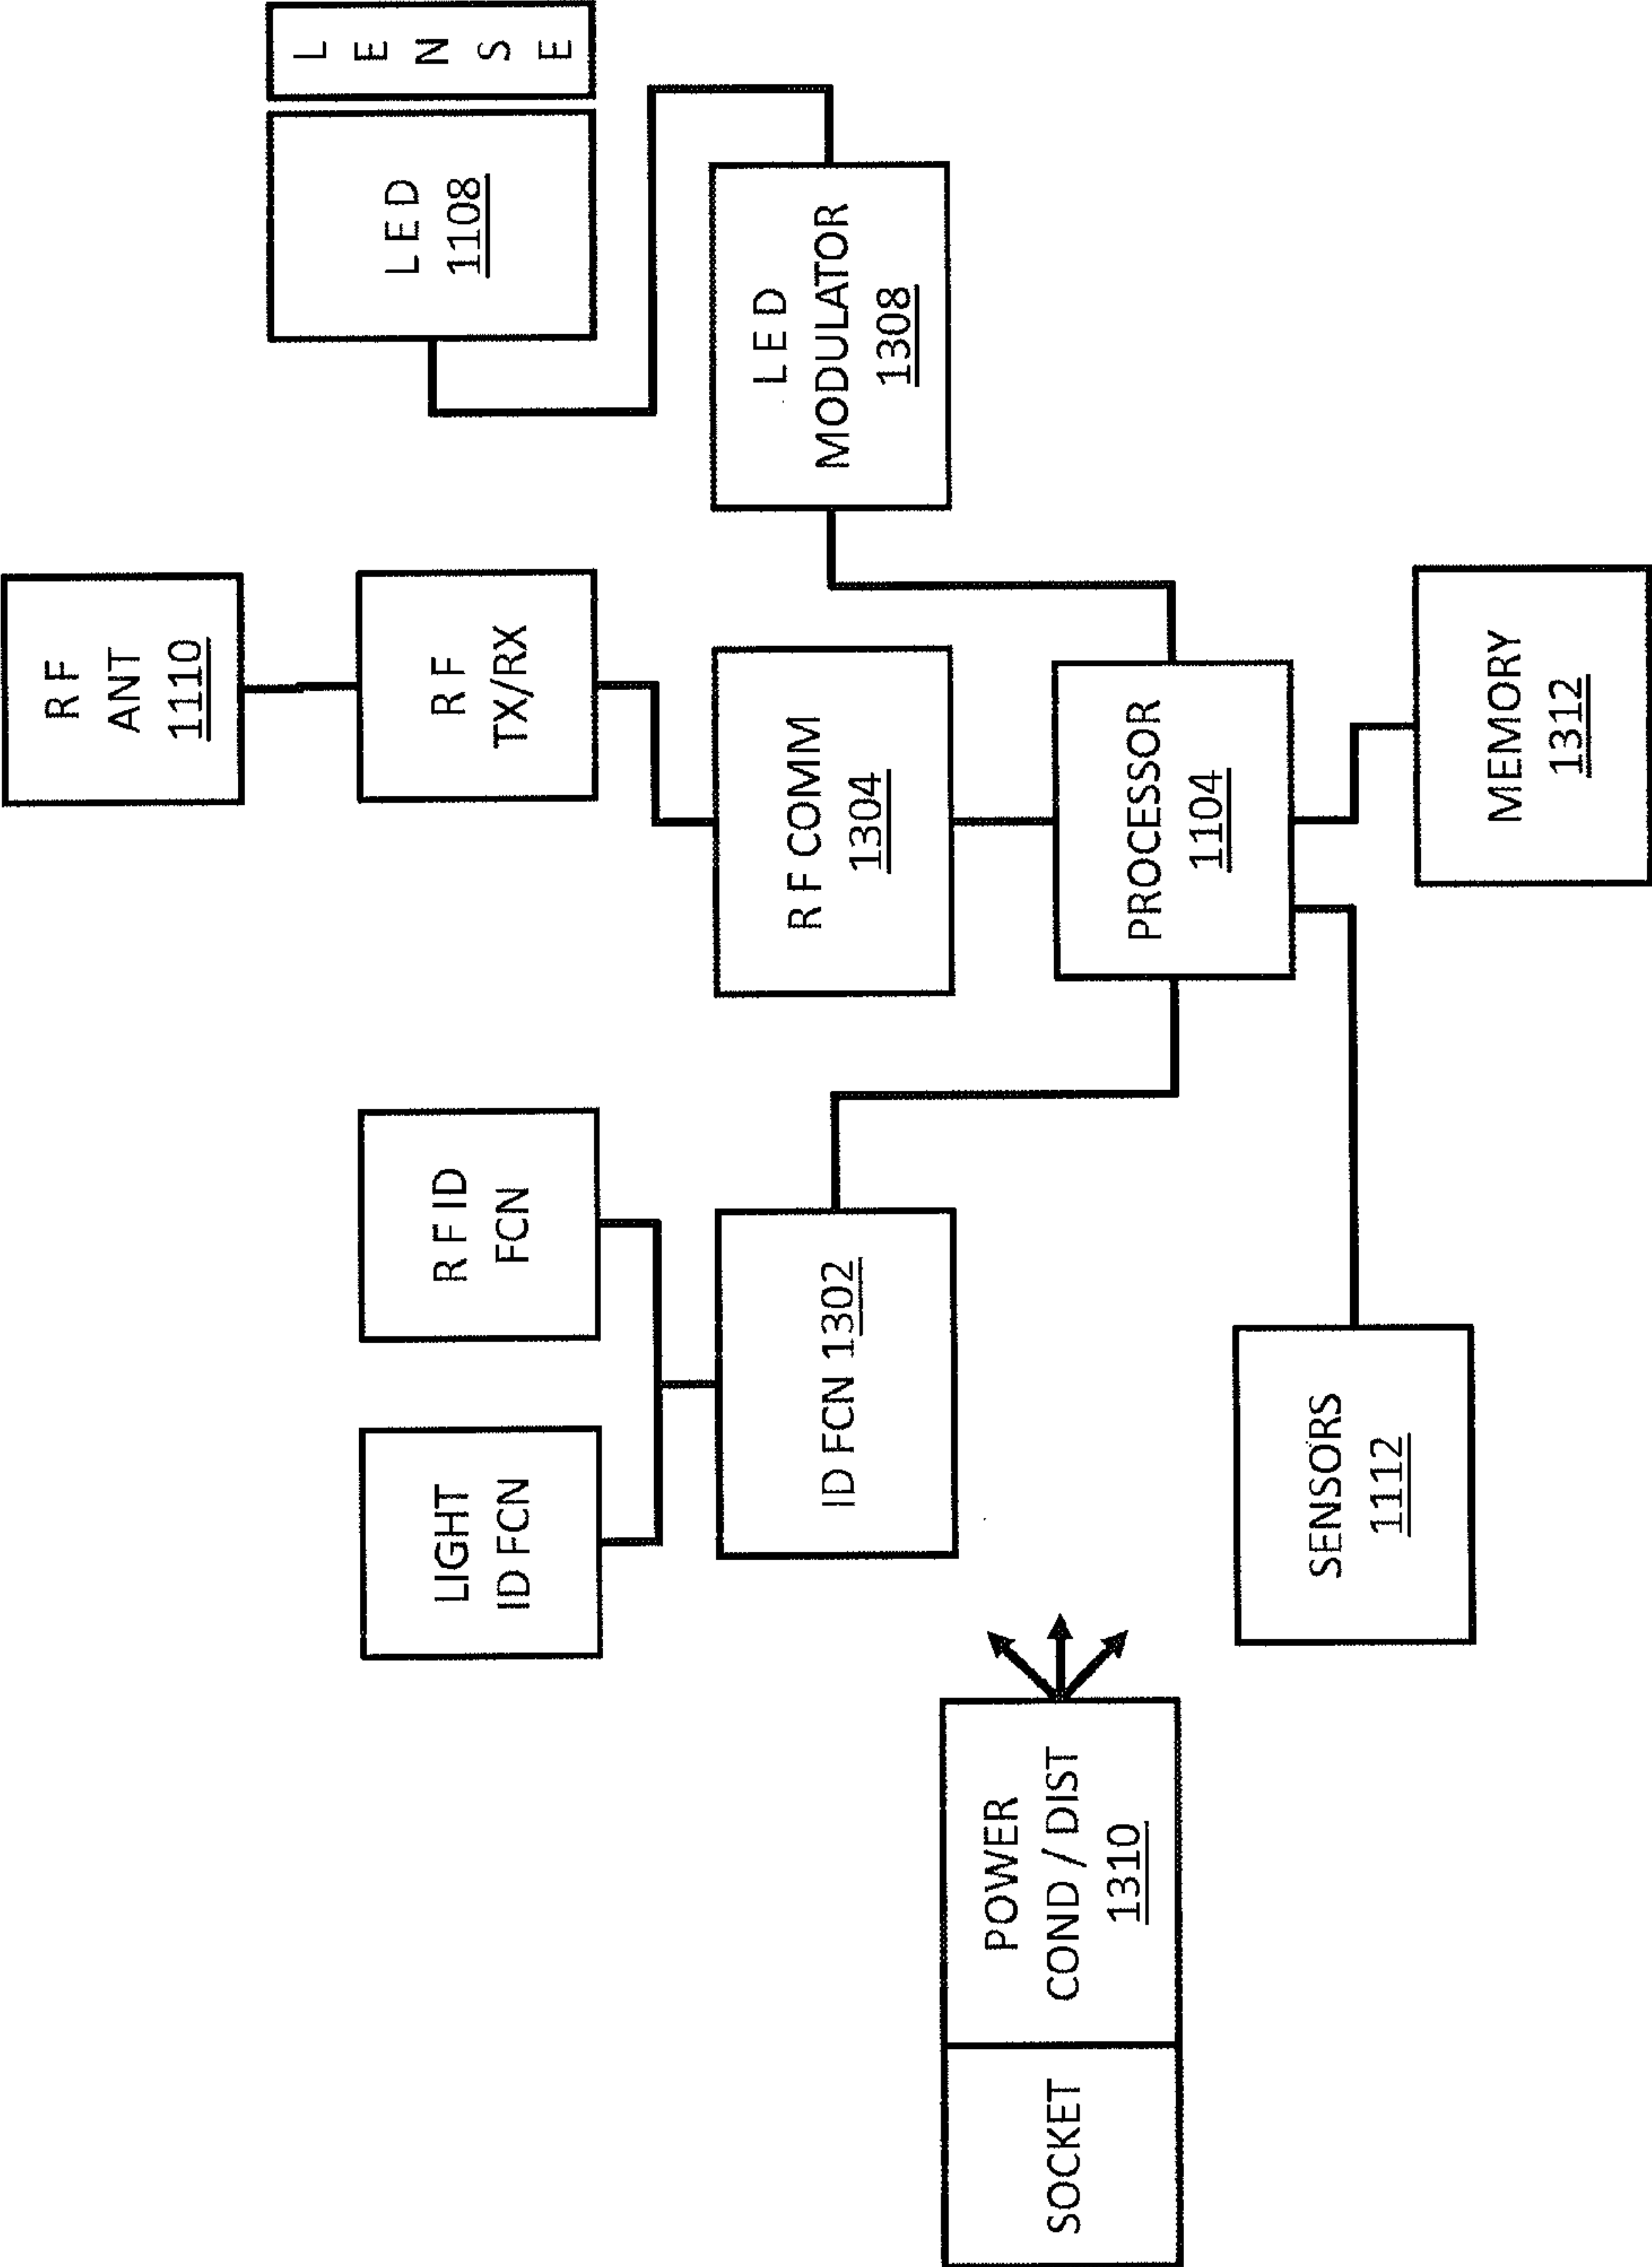 R F
ANT
1110
L E D
1108
L
E
N
S
E
LIGHT
ID FCN
R F ID
FCN
R F
TX/RX
ID FCN 1302
R F COMM
1304
L E D
MODULATOR
1308
SOCKET
POWER
COND / DIST
1310
PROCESSOR
1104
SENSORS
1112
MEMORY
1312